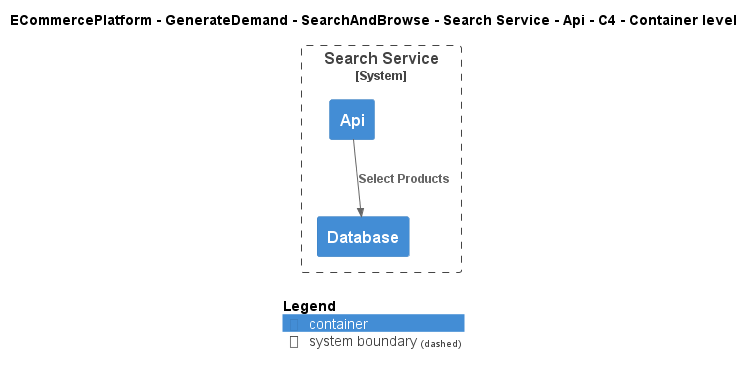 ECommercePlatform - GenerateDemand - SearchAndBrowse - Search Service - Api - C4 - Container level
Search Service
[System]
Api
Select Products
Database
Legend
container
system boundary (dashed)